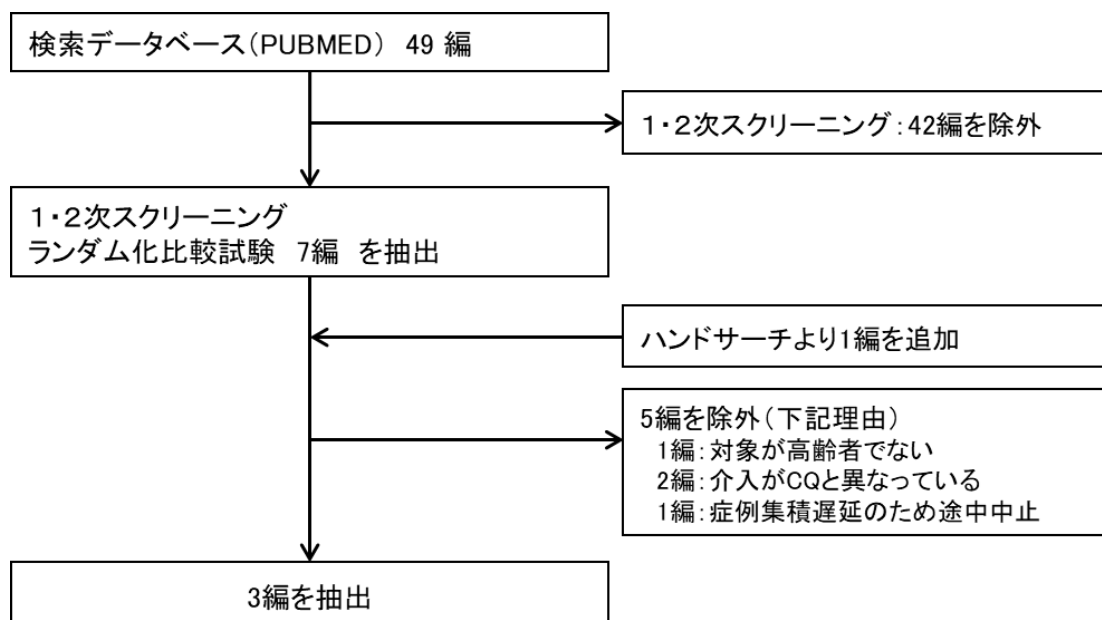 検索データベース（PUBMED） 49 編
１・２次スクリーニング：42編を除外
１・２次スクリーニング
ランダム化比較試験　7編　を抽出
ハンドサーチより1編を追加
5編を除外（下記理由）
1編：対象が高齢者でない
2編：介入がCQと異なっている
1編：症例集積遅延のため途中中止
3編を抽出